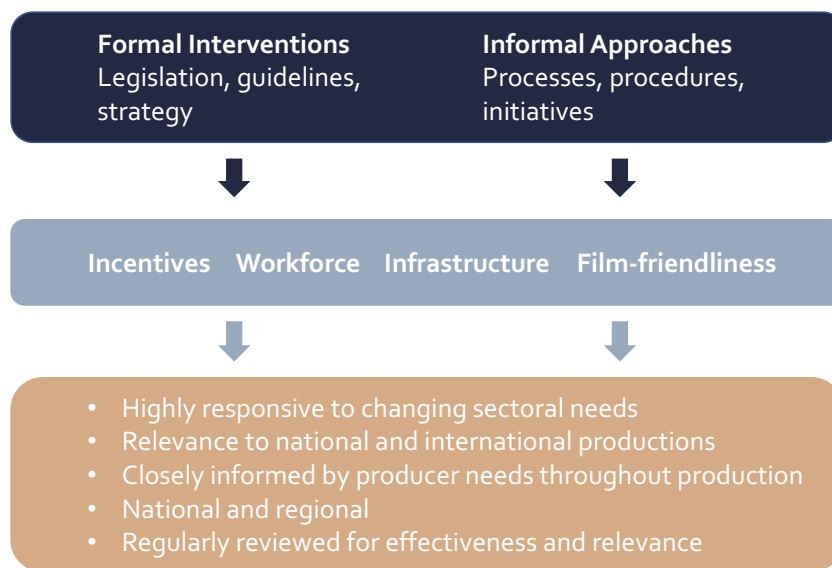 Formal Interventions
Legislation, guidelines,
strategy
Informal Approaches
Processes, procedures,
initiatives
Incentives Workforce Infrastructure Film-friendliness
• Highly responsive to changing sectoral needs
• Relevance to national and international productions
• Closely informed by producer needs throughout production
• National and regional
• Regularly reviewed for effectiveness and relevance